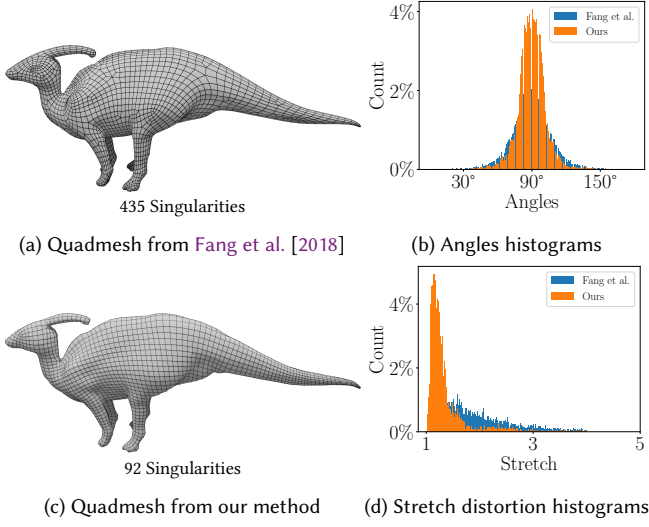 435 Singularities
(a) Quadmesh from Fang et al. [2018]
4%
2%
0%
Count
30° 90° 150°
Angles
Fang et al.
Ours
(b) Angles histograms
92 Singularities
(c) Quadmesh from our method
4%
2%
0%
Count
1 3 5
Stretch
Fang et al.
Ours
(d) Stretch distortion histograms